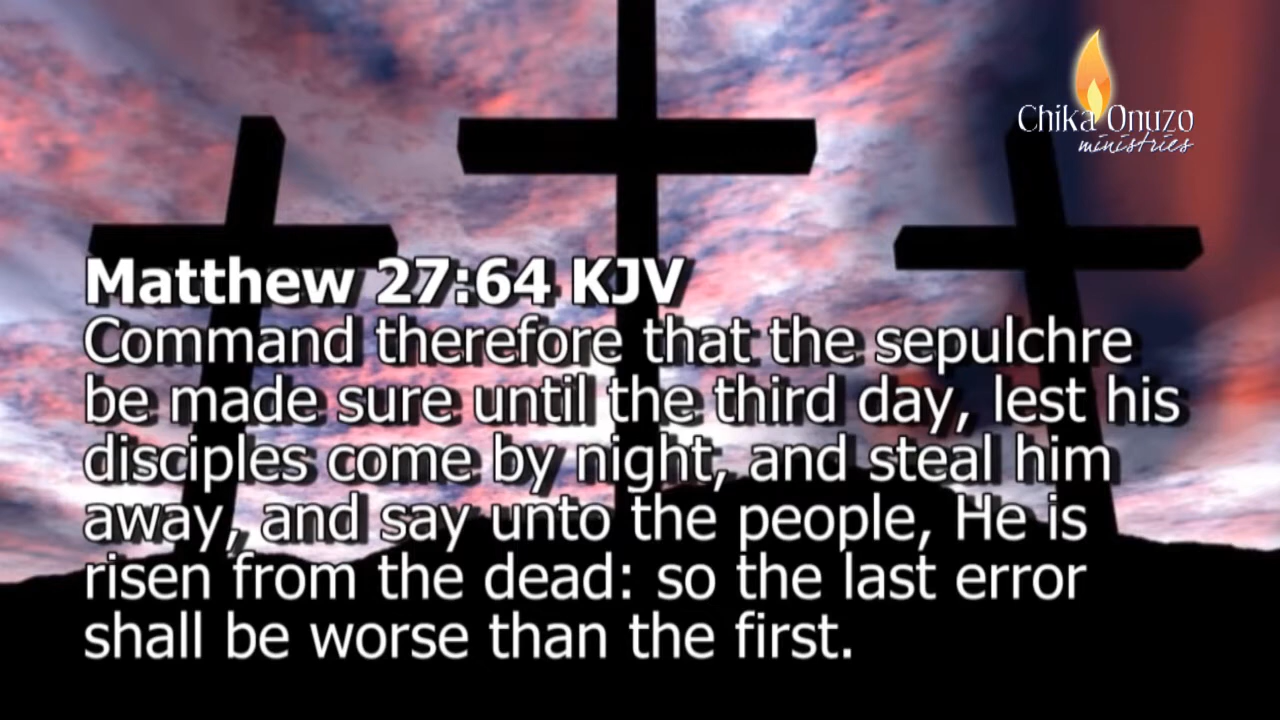 Chika Onuzo
ministries
Matthew 27:64 KJV
Command therefore that the sepulchre
be made sure until the third day, lest his
disciples come by night, and steal him
away, and say unto the people, He is
risen from the dead: so the last error
shall be worse than the first.